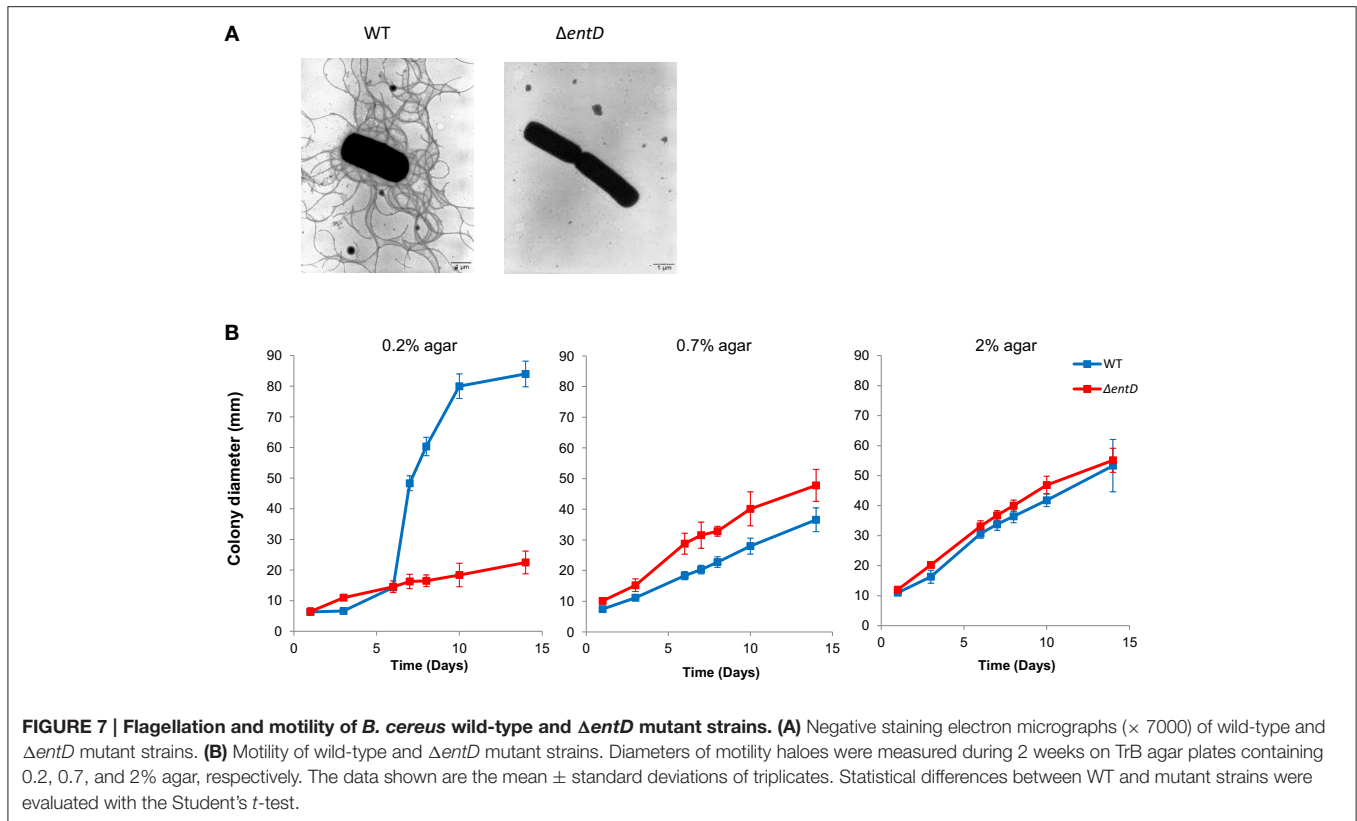 A
WT
ΔentD
2 µm
1 µm
B
0.2% agar
0.7% agar
2% agar
Colony diameter (mm)
90
80
70
60
50
40
30
20
10
0
0
5
10
15
Time (Days)
90
80
70
60
50
40
30
20
10
0
0
5
10
15
Time (Days)
90
80
70
60
50
40
30
20
10
0
0
5
10
15
Time (Days)
WT
ΔentD
FIGURE 7 | Flagellation and motility of B. cereus wild-type and ΔentD mutant strains. (A) Negative staining electron micrographs (× 7000) of wild-type and
ΔentD mutant strains. (B) Motility of wild-type and ΔentD mutant strains. Diameters of motility haloes were measured during 2 weeks on TrB agar plates containing
0.2, 0.7, and 2% agar, respectively. The data shown are the mean ± standard deviations of triplicates. Statistical differences between WT and mutant strains were
evaluated with the Student's t-test.